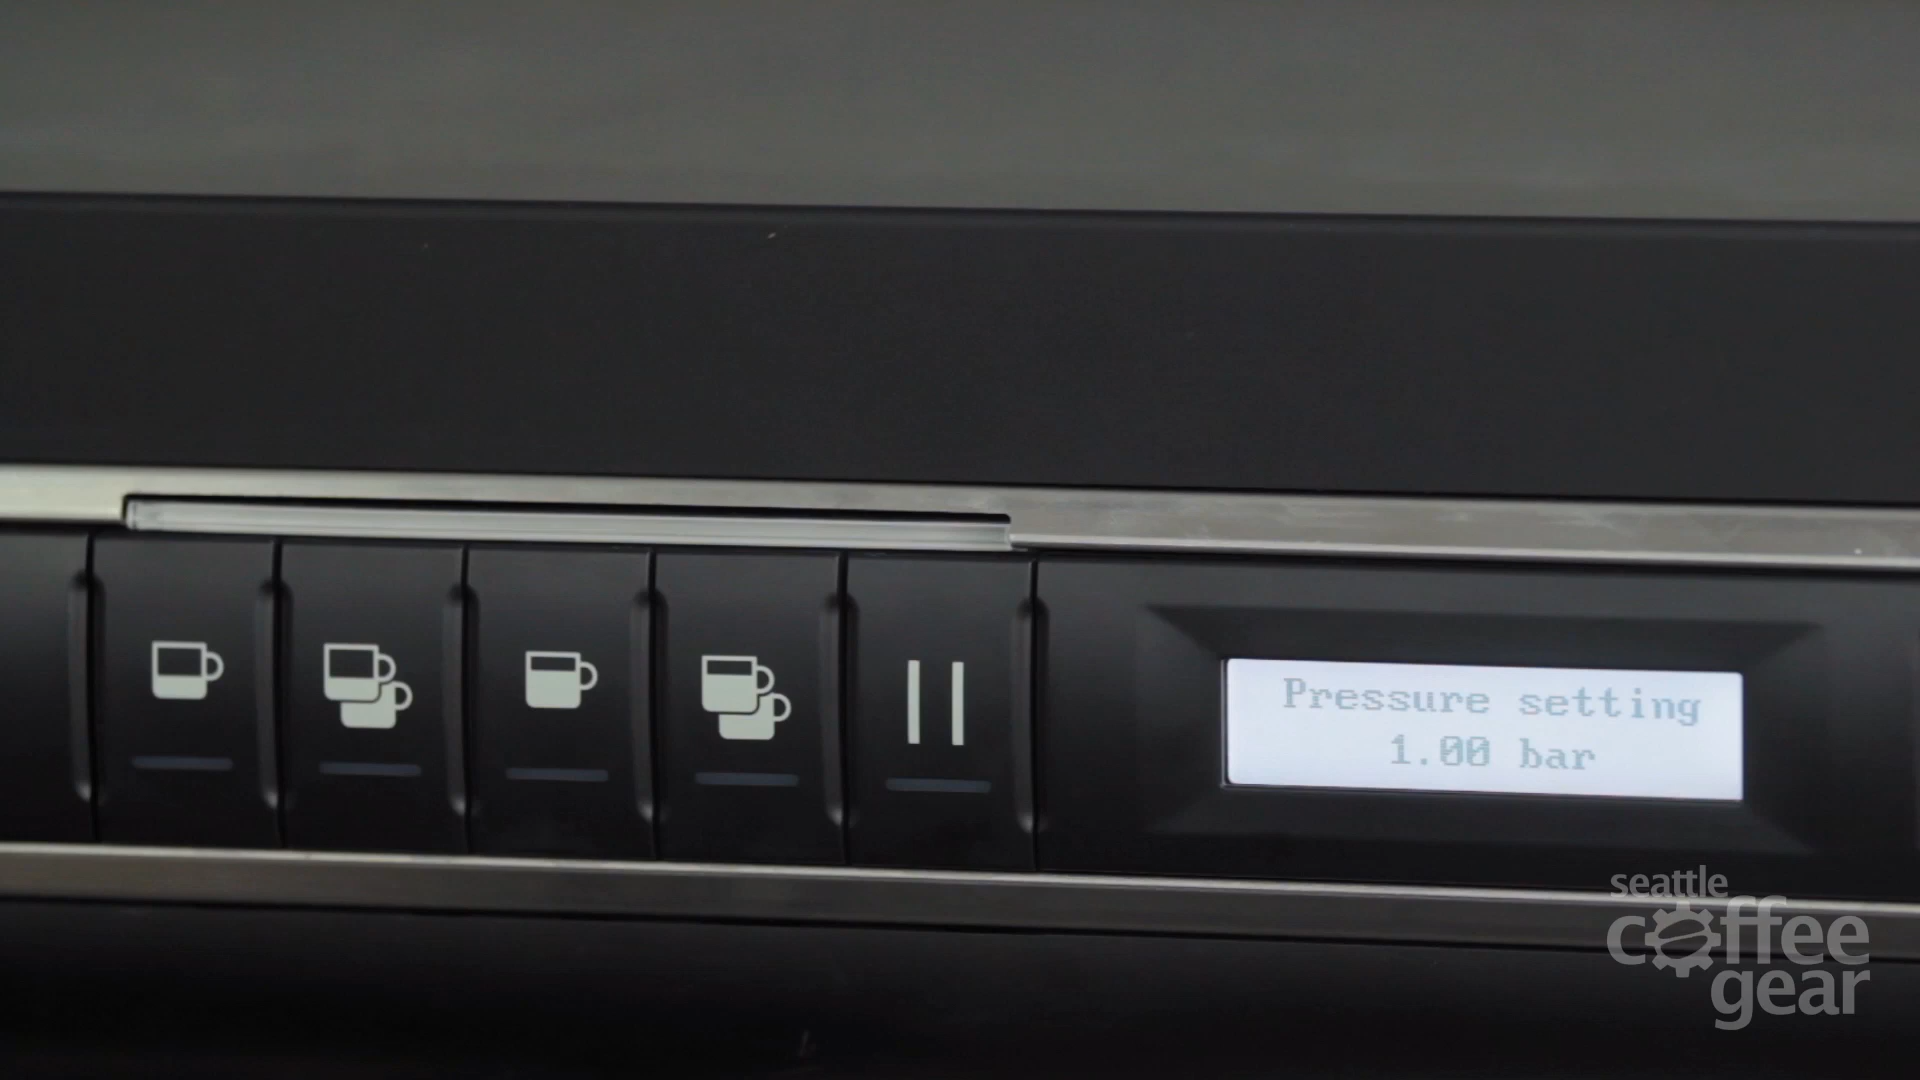 Pressure setting
1.00 bar
seattle
coffee
gear